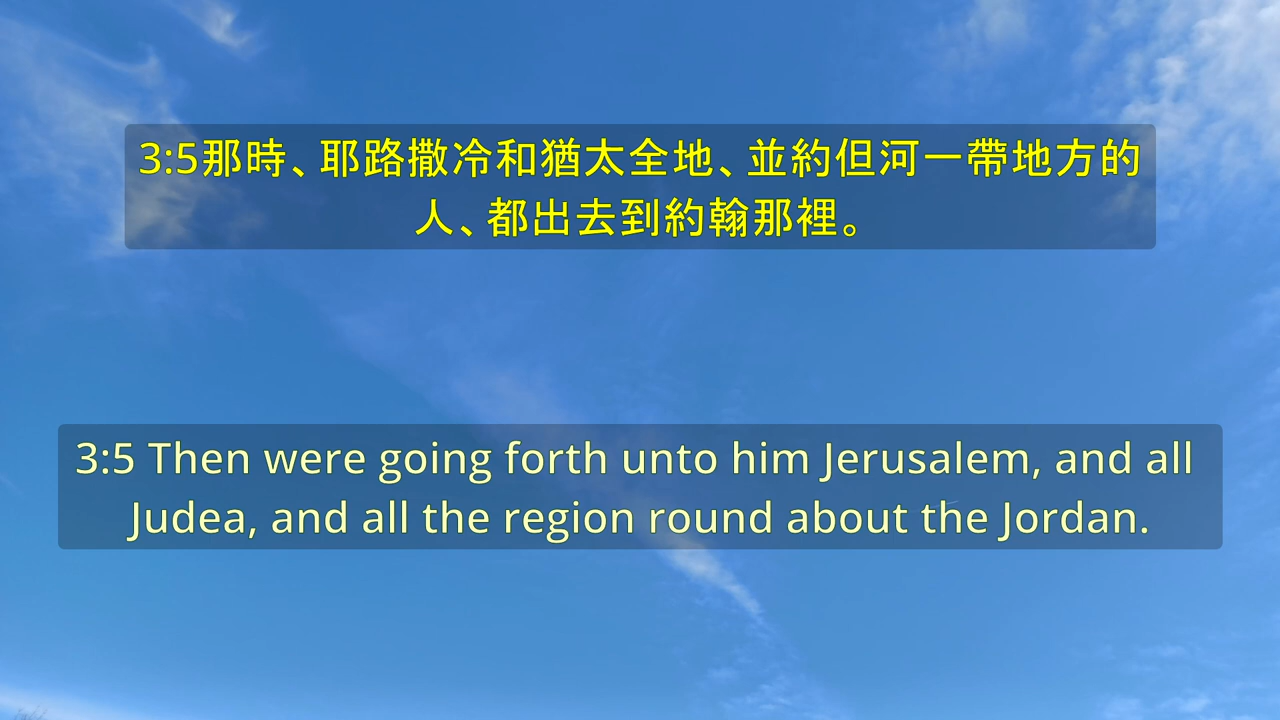 3:5那時、耶路撒冷和猶太全地、並約但河一帶地方的
人、都出去到約翰那裡。
3:5 Then were going forth unto him Jerusalem, and all
Judea, and all the region round about the Jordan.